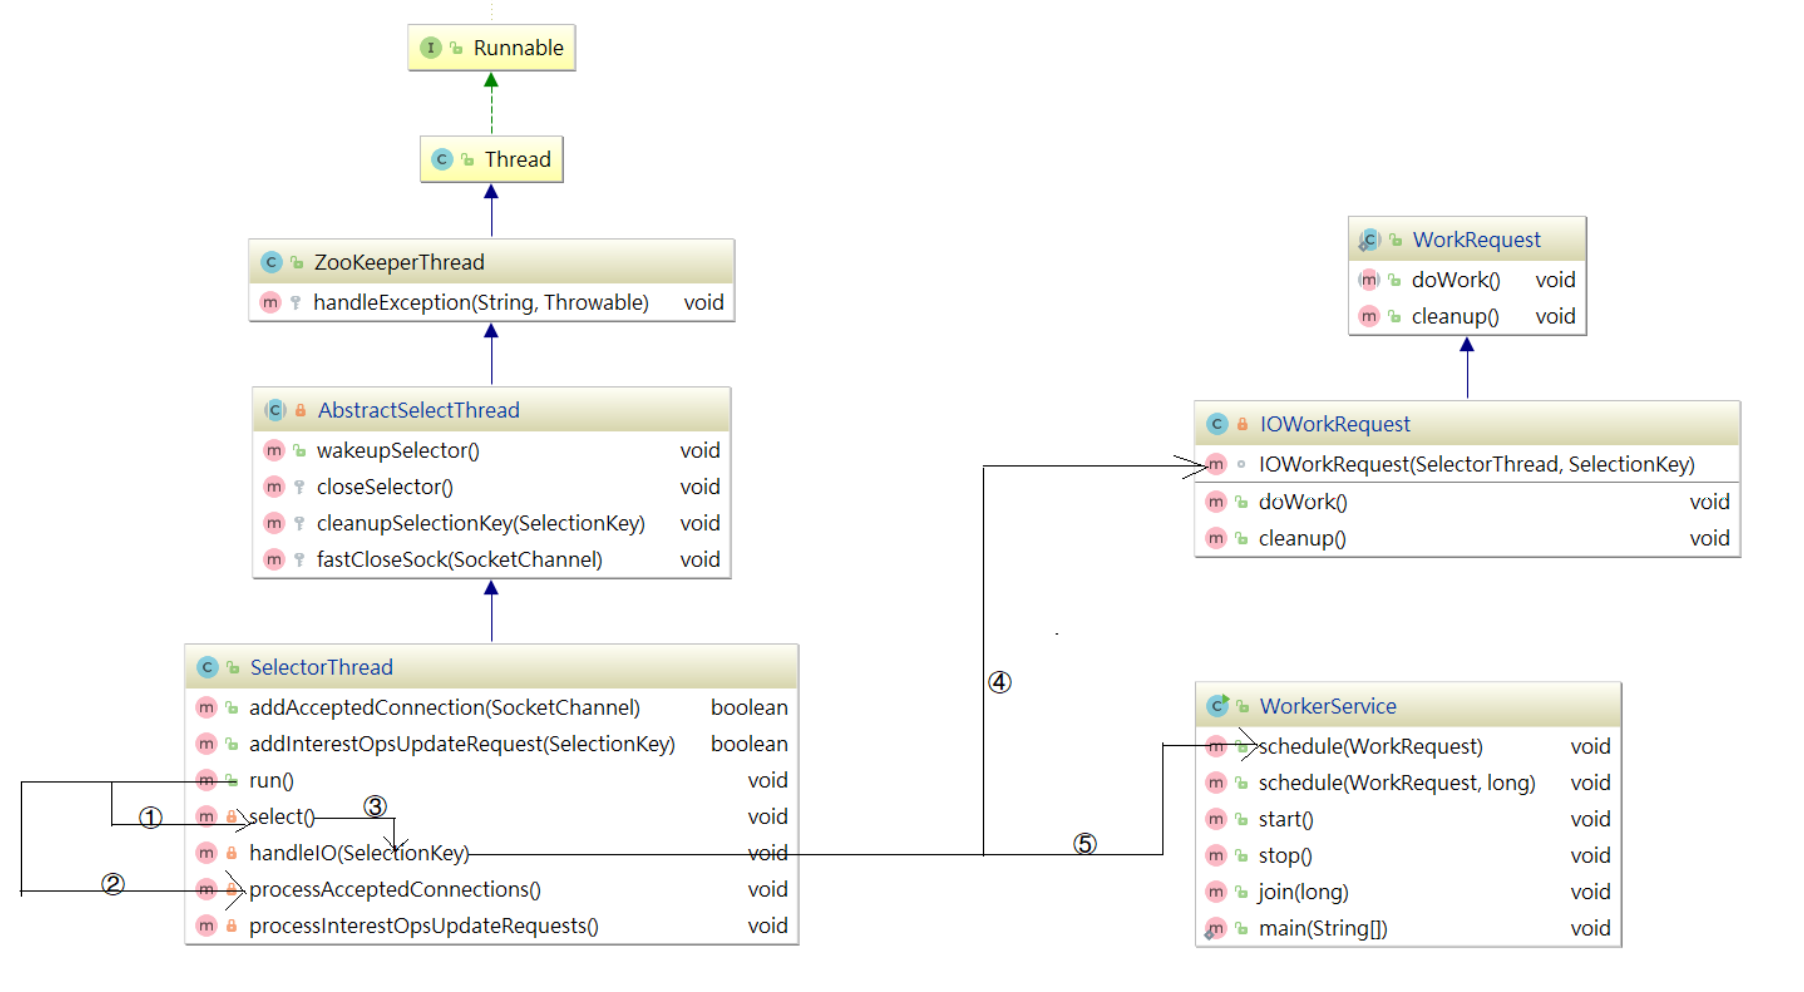 I Runnable
C Thread
C ZooKeeperThread
m handleException(String, Throwable) void
C AbstractSelectThread
m wakeupSelector() void
m closeSelector() void
m cleanupSelectionKey(SelectionKey) void
m fastCloseSock(SocketChannel) void
C SelectorThread
m addAcceptedConnection(SocketChannel) boolean
m addInterestOpsUpdateRequest(SelectionKey) boolean
m run() void
① m select() ③ void
m handleIO(SelectionKey) void
② m processAcceptedConnections() void
m processInterestOpsUpdateRequests() void
④
⑤
C WorkRequest
m doWork() void
m cleanup() void
C IOWorkRequest
m IOWorkRequest(SelectorThread, SelectionKey)
m doWork() void
m cleanup() void
C WorkerService
m schedule(WorkRequest) void
m schedule(WorkRequest, long) void
m start() void
m stop() void
m join(long) void
m main(String[]) void